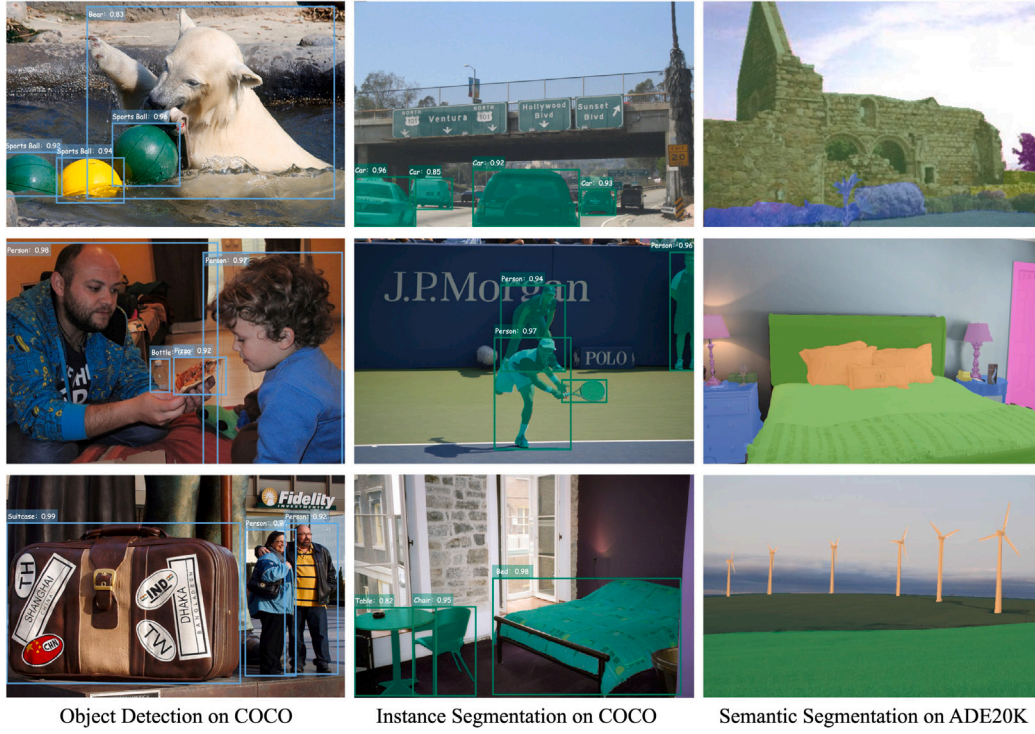 Bear: 0.83
Sports Ball: 0.96
Sports Ball: 0.92
Sports Ball: 0.94
NORTH
101
Ventura
NORTH
101
Hollywood
Blvd
Sunset
Blvd
EXIT
20
Car: 0.96
Car: 0.85
Car: 0.92
Car: 0.93
Person: 0.98
Person: 0.97
Bottle:
Pizza: 0.92
J.P.Morgan
POLO
Person: 0.94
Person: 0.97
Person: 0.96
Suitcase: 0.99
Person: 0.9
Person: 0.92
Fidelity
INVESTMENTS
TH
SHANGHAI
CHN
IND
TW
DHAKA
BANGLADESH
Table: 0.82
Chair: 0.95
Bed: 0.98
Object Detection on COCO
Instance Segmentation on COCO
Semantic Segmentation on ADE20K